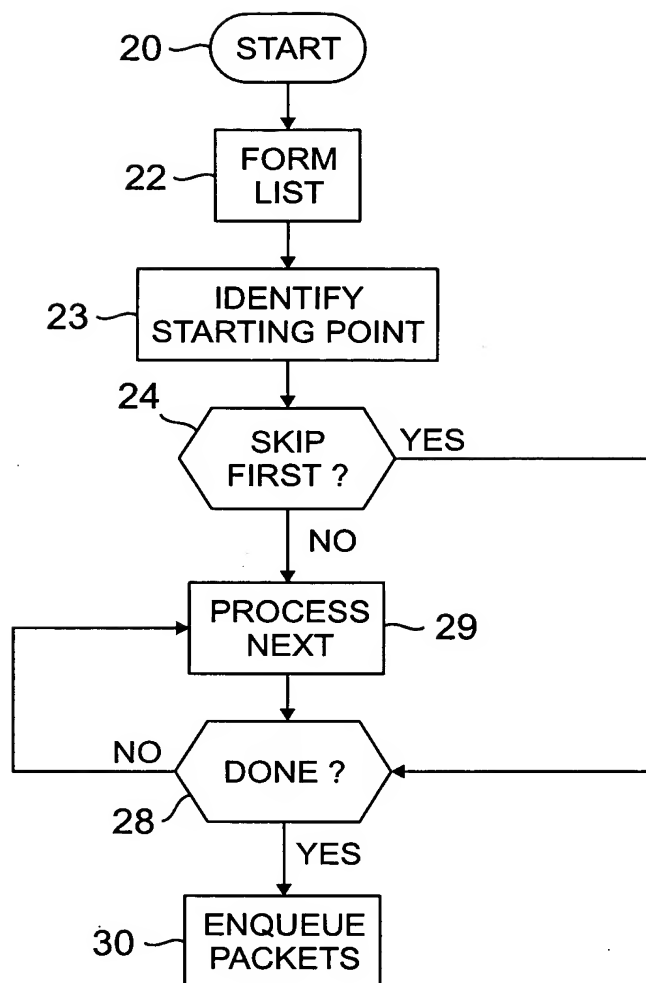 20
START
22
FORM
LIST
23
IDENTIFY
STARTING POINT
24
SKIP
FIRST ?
YES
NO
PROCESS
NEXT
29
NO
DONE ?
28
YES
30
ENQUEUE
PACKETS